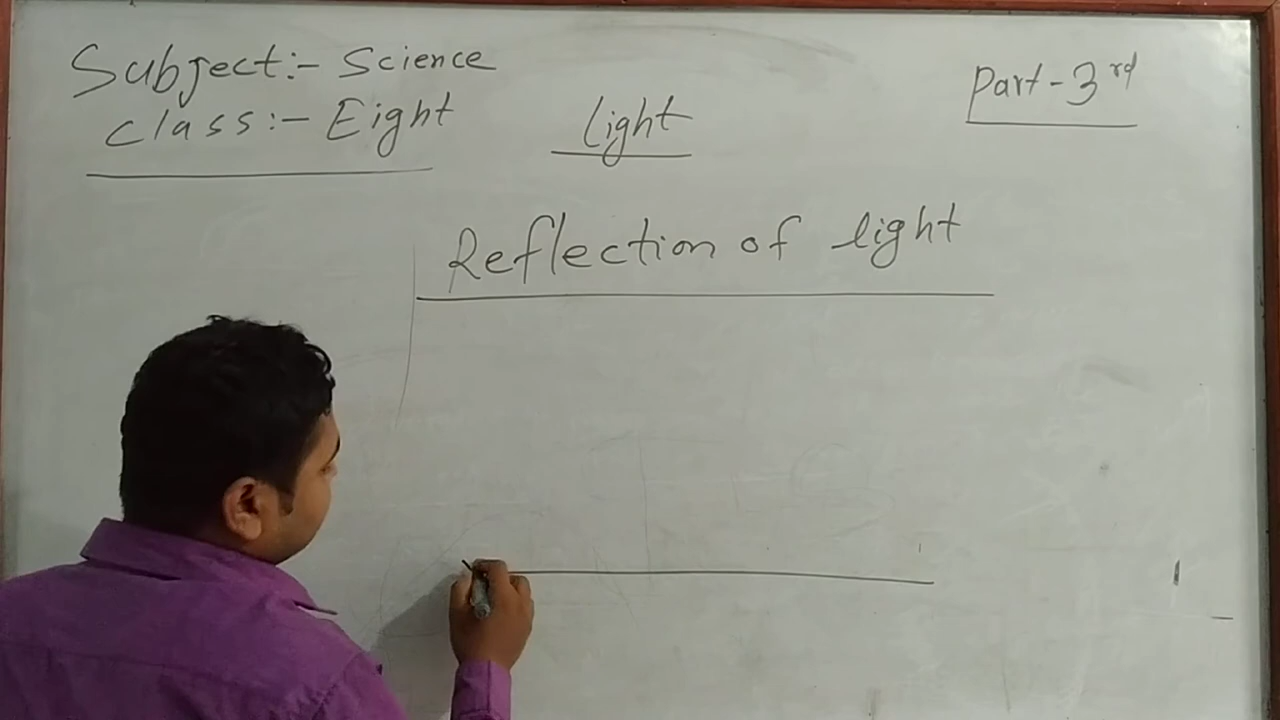 Subject:- Science
Part-3rd
Class:- Eight
Light
Reflection of light